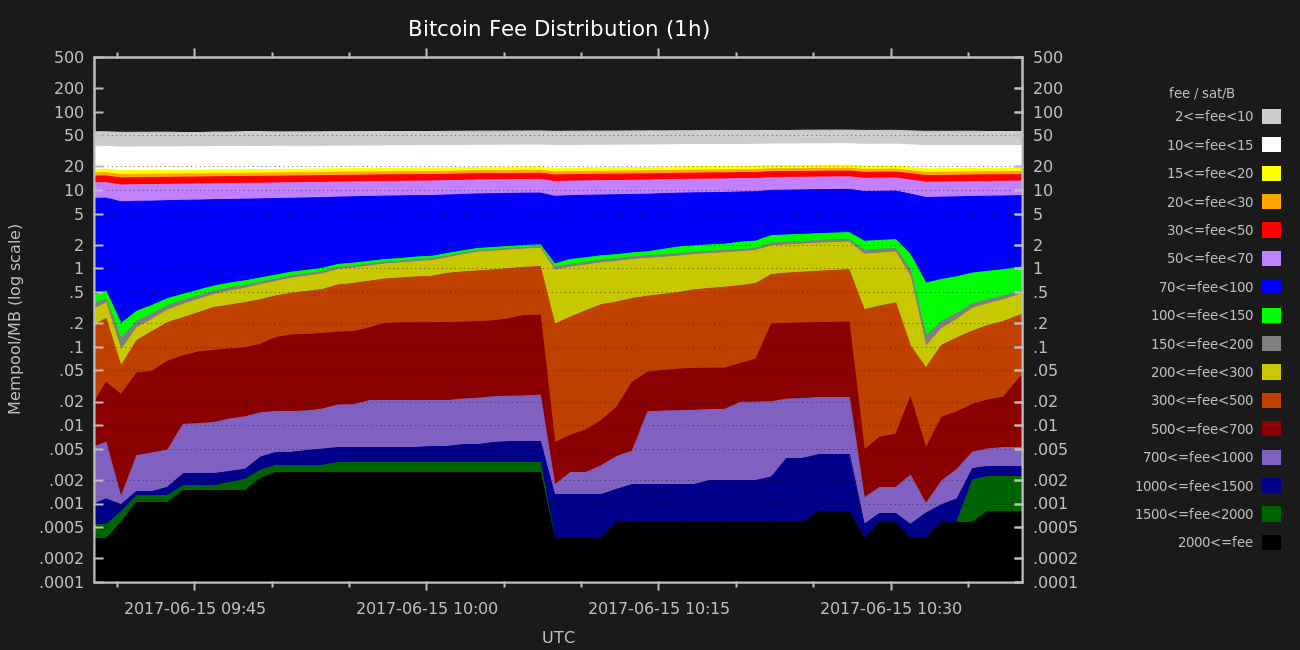 Bitcoin Fee Distribution (1h)
500
200
100
50
20
10
5
2
1
.5
.2
.1
.05
.02
.01
.005
.002
.001
.0005
.0002
.0001
Mempool/MB (log scale)
500
200
100
50
20
10
5
2
1
.5
.2
.1
.05
.02
.01
.005
.002
.001
.0005
.0002
.0001
2017-06-15 09:45
2017-06-15 10:00
2017-06-15 10:15
2017-06-15 10:30
UTC
fee / sat/B
2<=fee<10
10<=fee<15
15<=fee<20
20<=fee<30
30<=fee<50
50<=fee<70
70<=fee<100
100<=fee<150
150<=fee<200
200<=fee<300
300<=fee<500
500<=fee<700
700<=fee<1000
1000<=fee<1500
1500<=fee<2000
2000<=fee